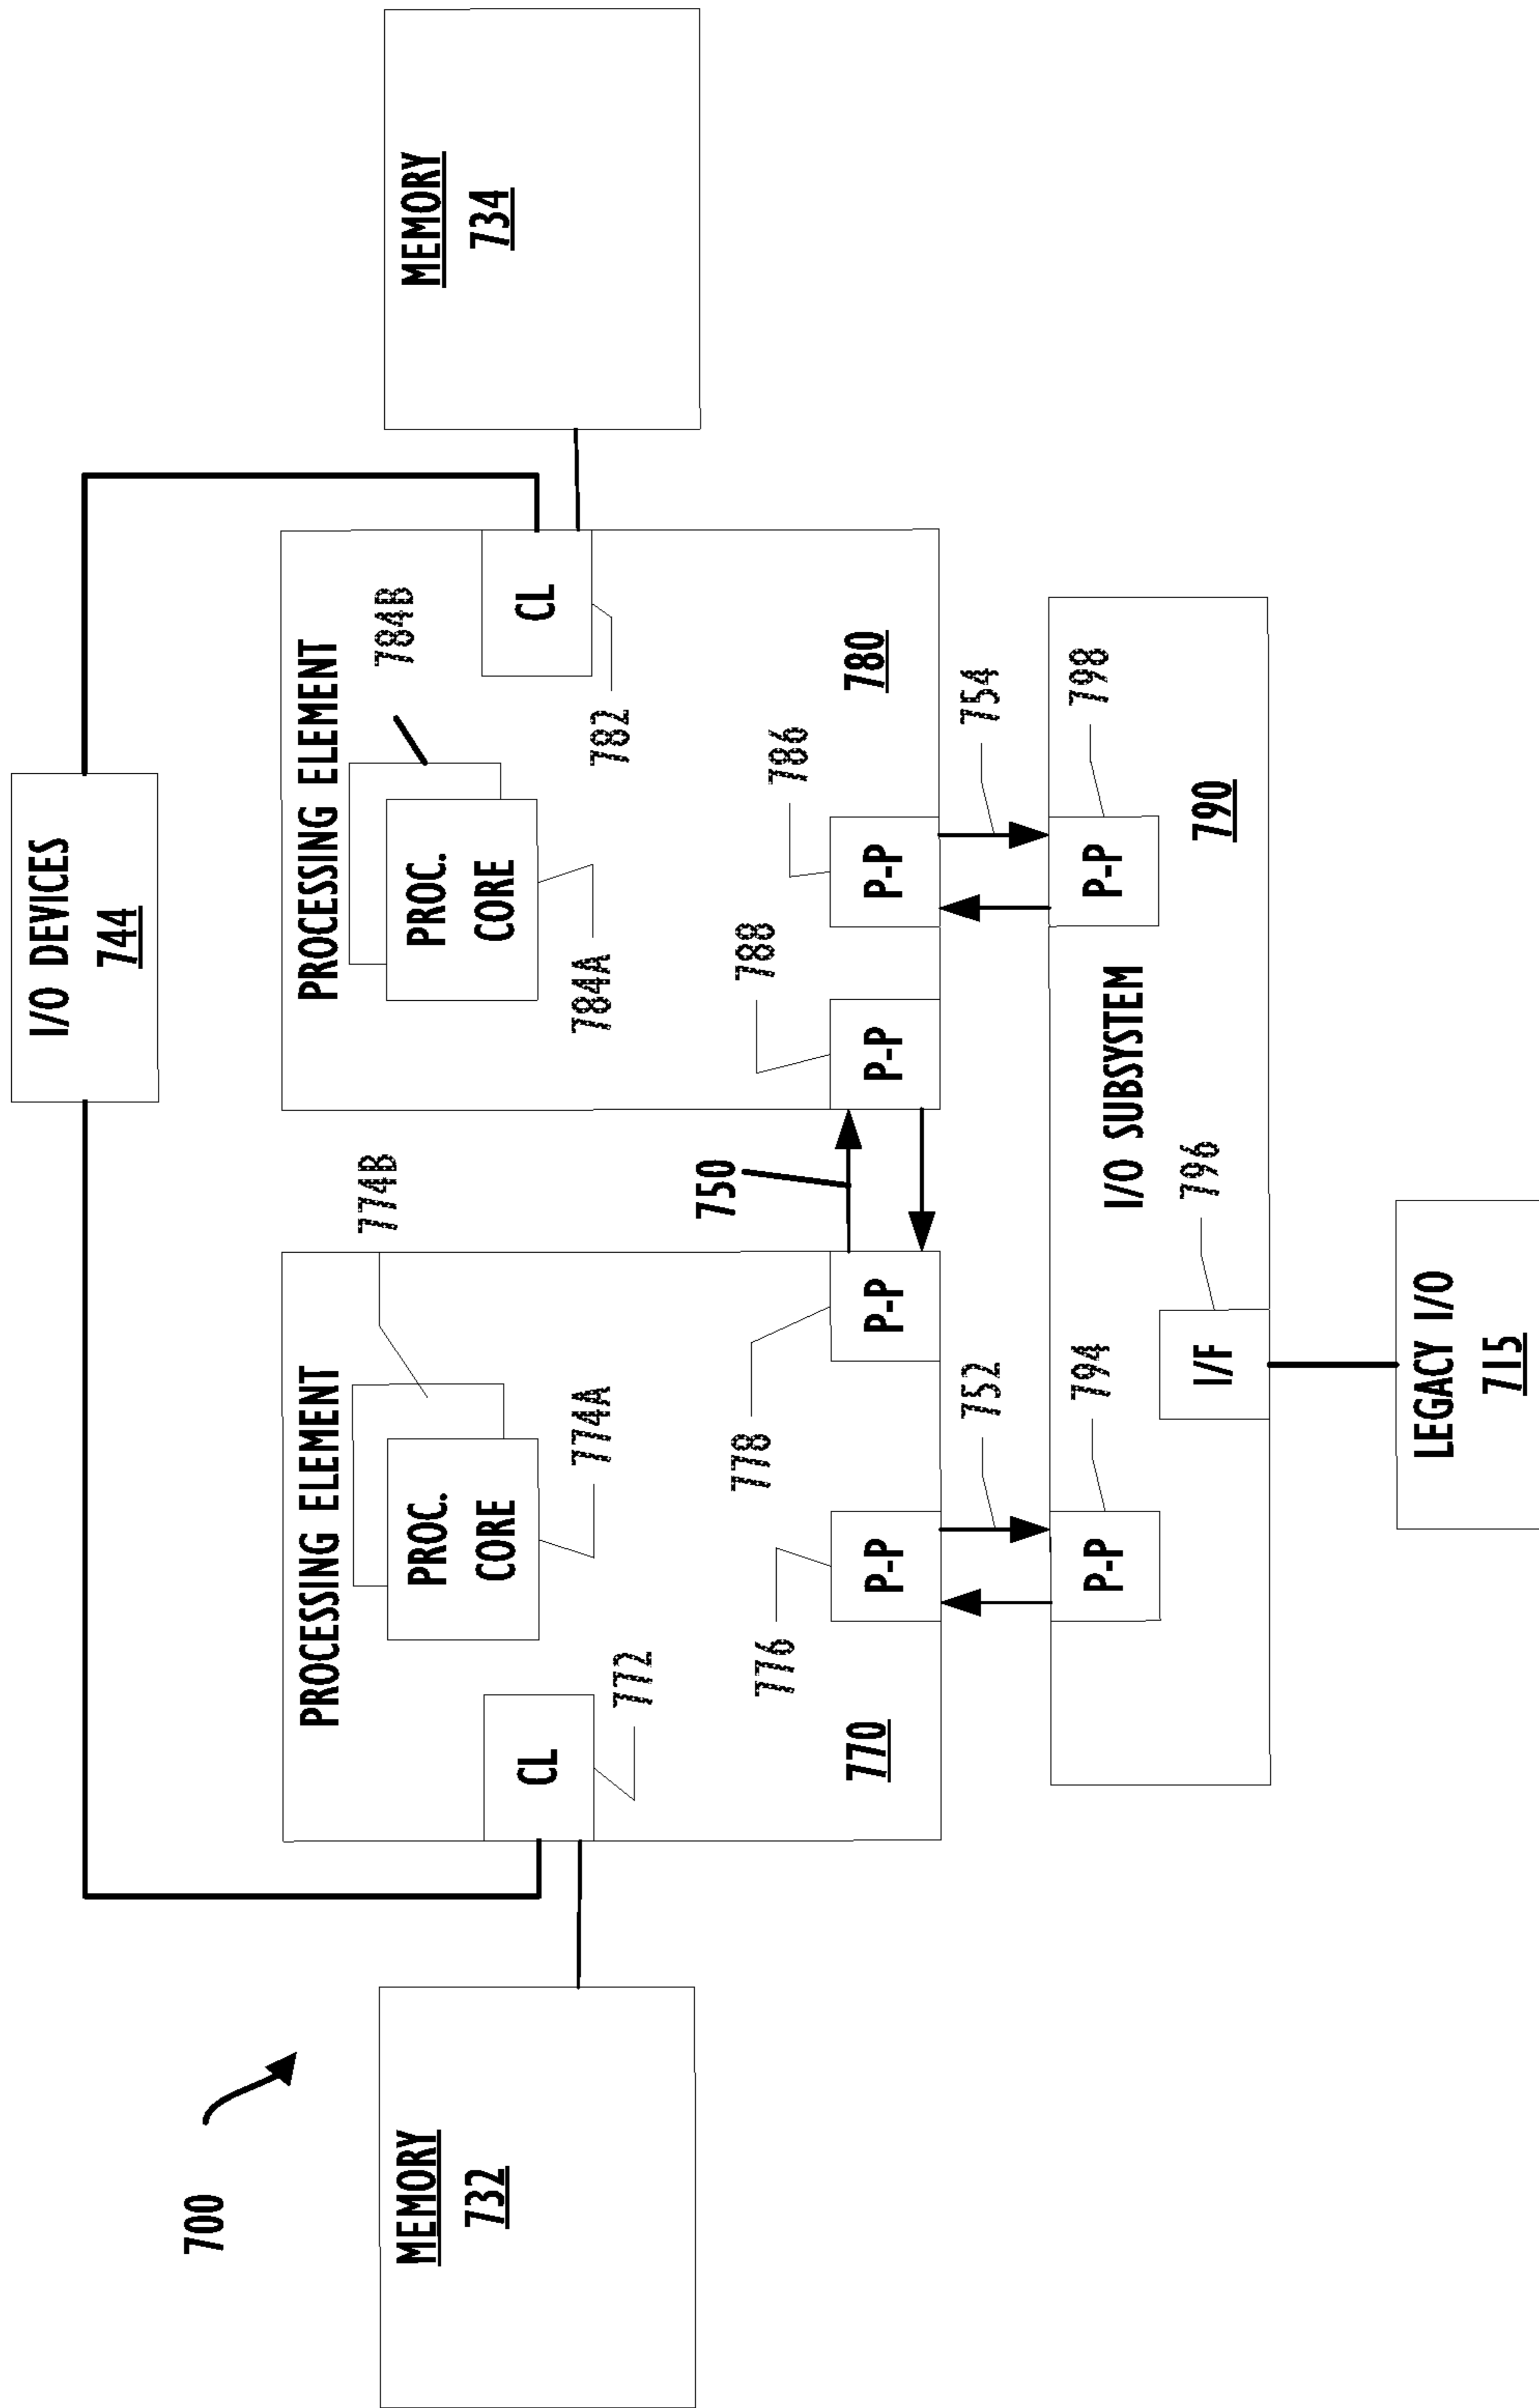 700
I/O DEVICES
744
MEMORY
732
MEMORY
734
PROCESSING ELEMENT
774B
PROC.
CORE
774A
CL
772
778
P-P
776
P-P
770
750
PROCESSING ELEMENT
784B
PROC.
CORE
784A
CL
782
788
P-P
786
P-P
780
752
754
794
P-P
I/O SUBSYSTEM
798
P-P
790
796
I/F
LEGACY I/O
715